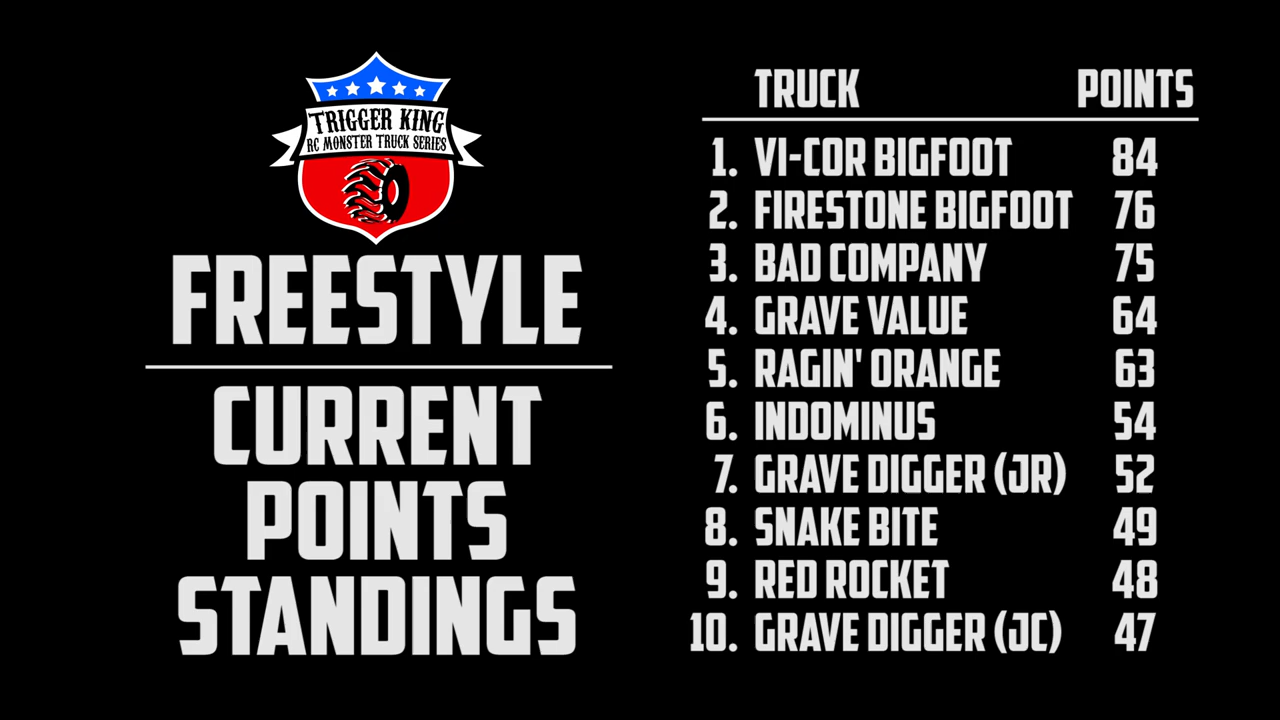 TRIGGER KING
RC MONSTER TRUCK SERIES
FREESTYLE
CURRENT
POINTS
STANDINGS
TRUCK POINTS
1. VI-COR BIGFOOT 84
2. FIRESTONE BIGFOOT 76
3. BAD COMPANY 75
4. GRAVE VALUE 64
5. RAGIN' ORANGE 63
6. INDOMINUS 54
7. GRAVE DIGGER (JR) 52
8. SNAKE BITE 49
9. RED ROCKET 48
10. GRAVE DIGGER (JC) 47